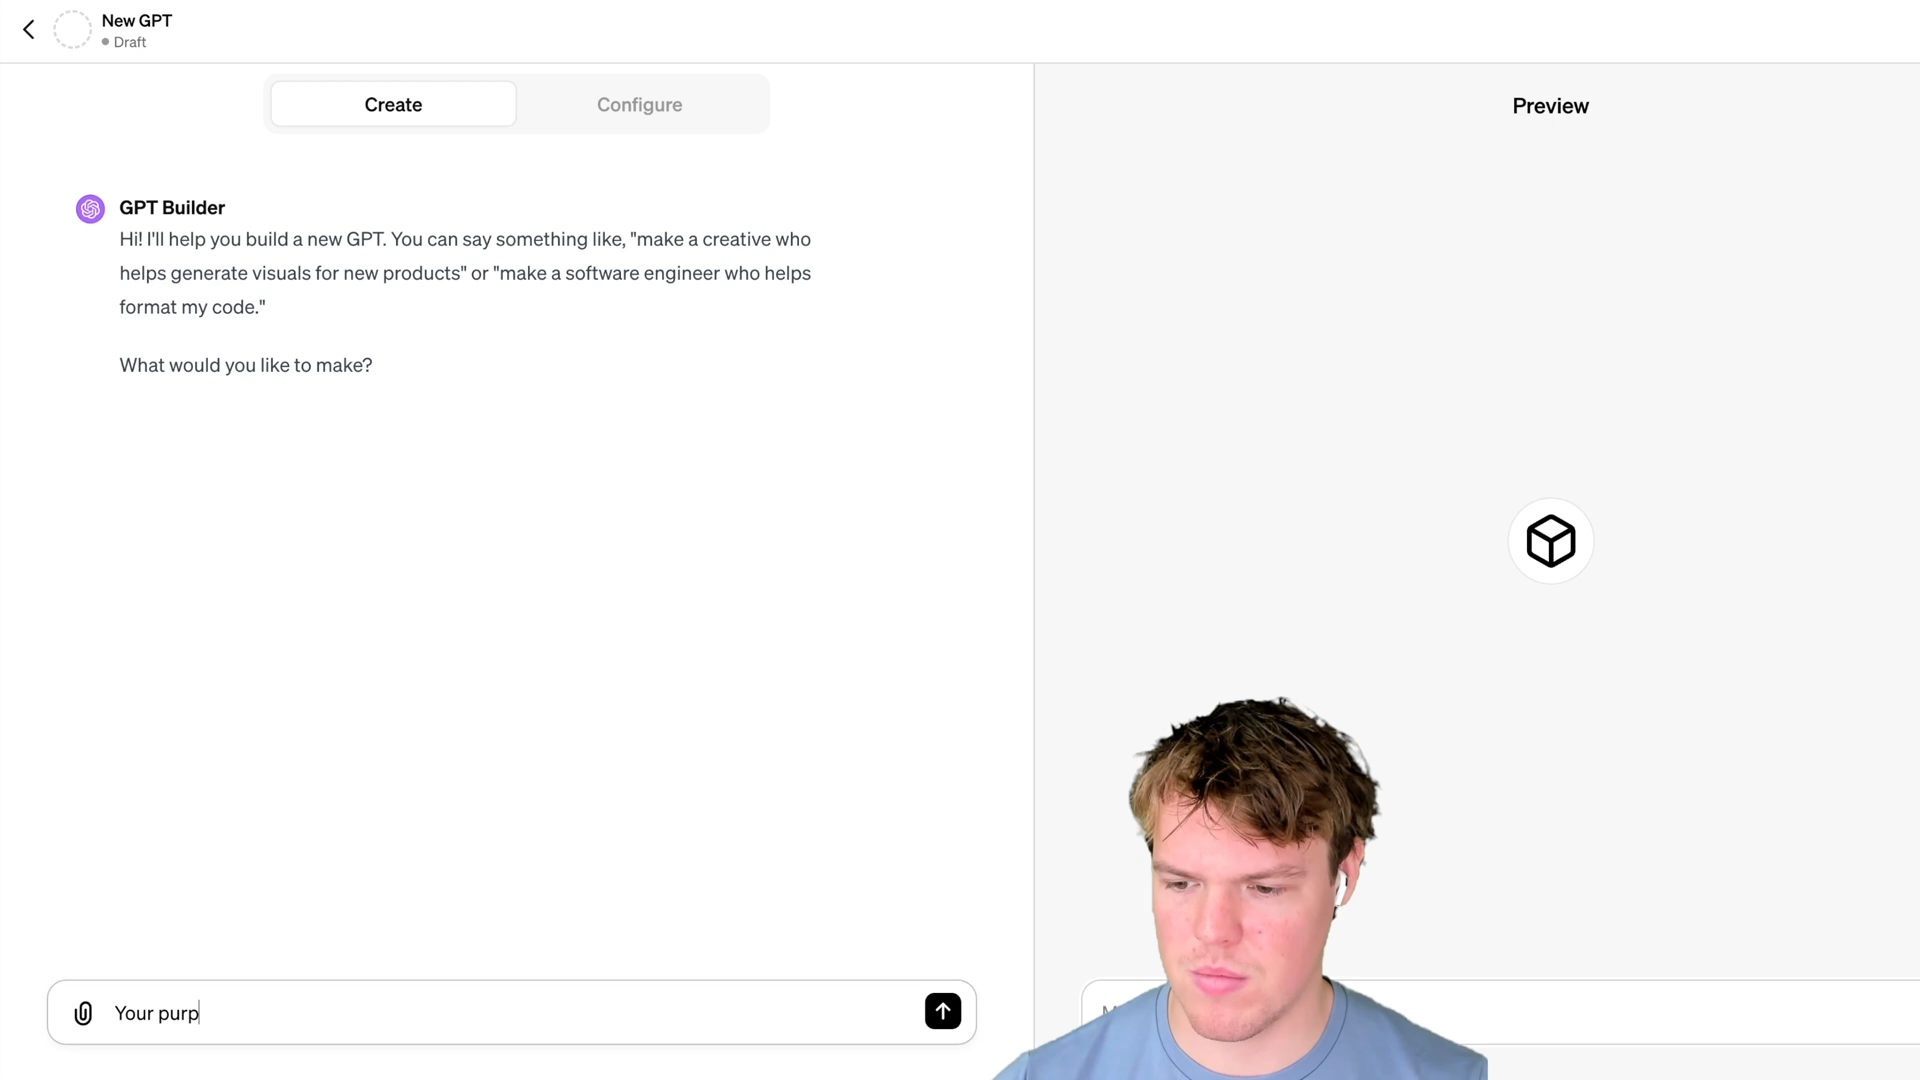 New GPT
Draft
Create
Configure
Preview
GPT Builder
Hi! I'll help you build a new GPT. You can say something like, "make a creative who
helps generate visuals for new products" or "make a software engineer who helps
format my code."
What would you like to make?
Your purp